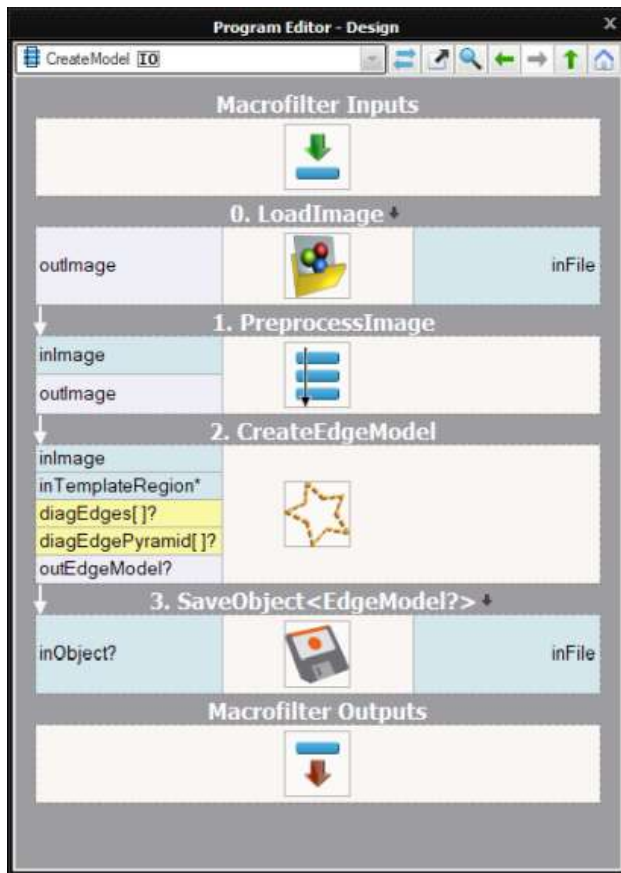 Program Editor - Design
x
CreateModel IO
Macrofilter Inputs
0. LoadImage
outImage
inFile
1. PreprocessImage
inImage
outImage
2. CreateEdgeModel
inImage
inTemplateRegion*
diagEdges[]?
diagEdgePyramid[]?
outEdgeModel?
3. SaveObject<EdgeModel?>
inObject?
inFile
Macrofilter Outputs